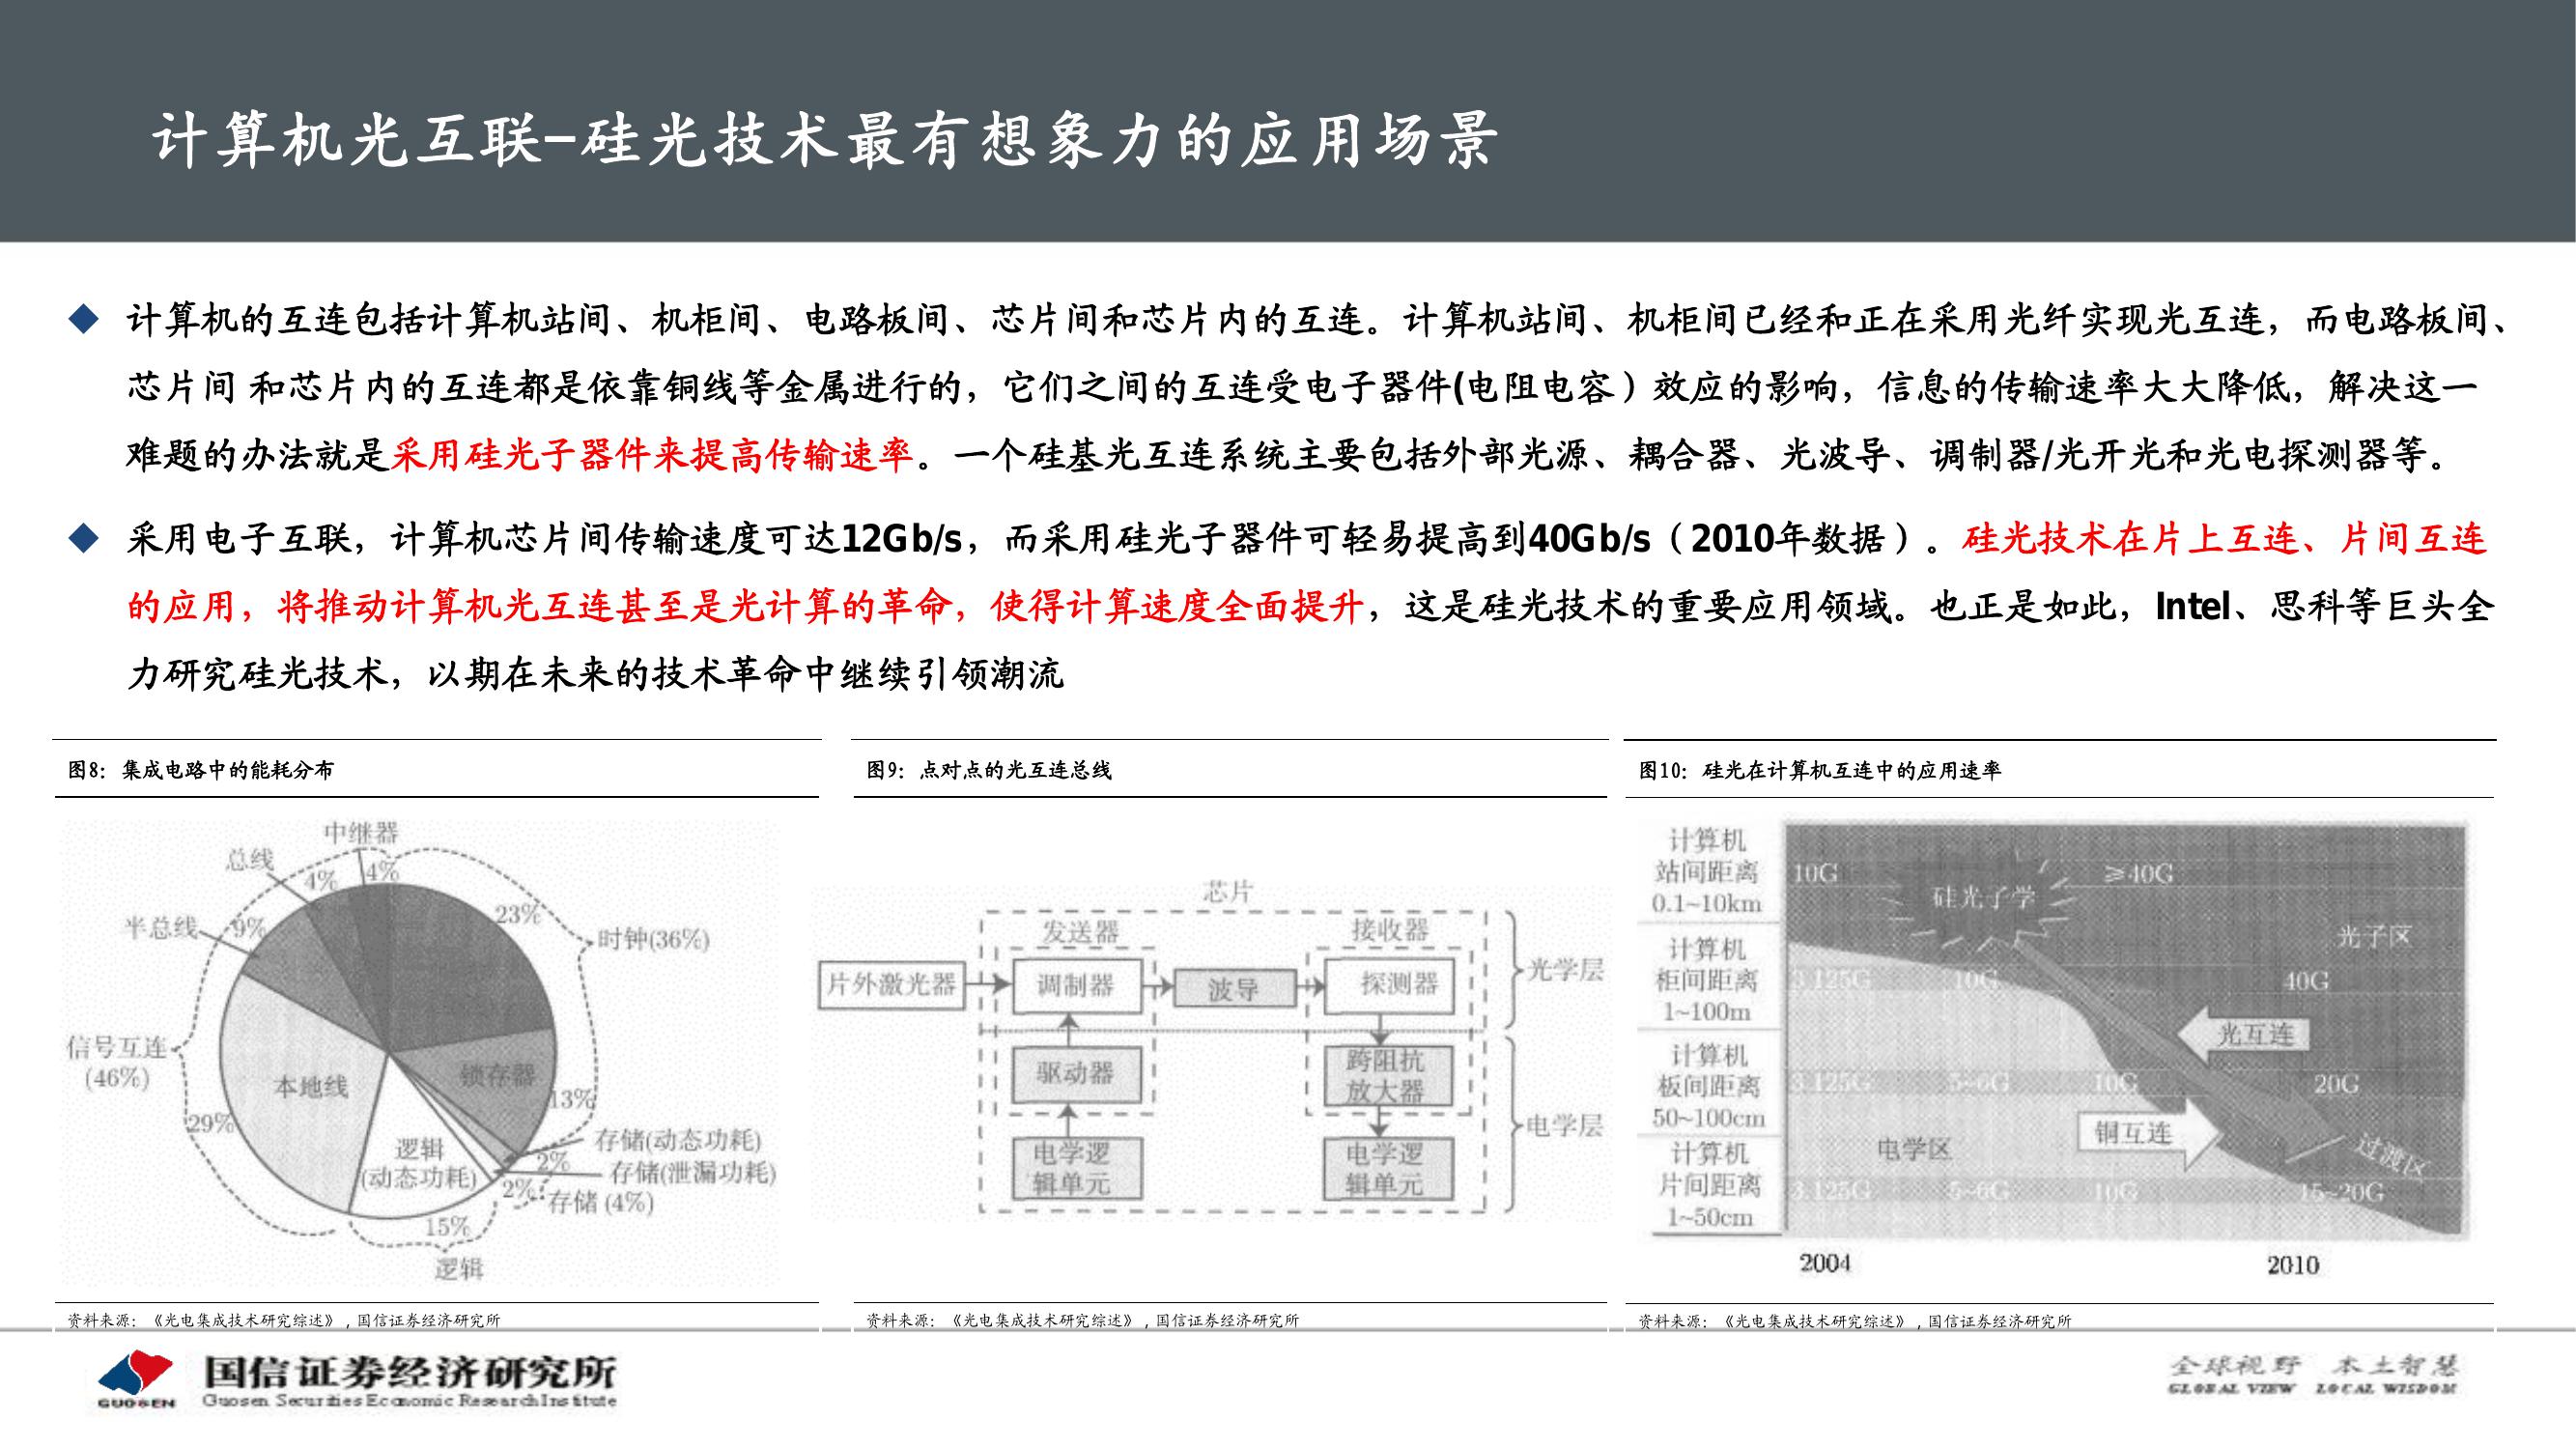 计算机光互联-硅光技术最有想象力的应用场景
计算机的互连包括计算机站间、机柜间、电路板间、芯片间和芯片内的互连。计算机站间、机柜间已经和正在采用光纤实现光互连，而电路板间、
芯片间 和芯片内的互连都是依靠铜线等金属进行的，它们之间的互连受电子器件(电阻电容）效应的影响，信息的传输速率大大降低，解决这一
难题的办法就是采用硅光子器件来提高传输速率。一个硅基光互连系统主要包括外部光源、耦合器、光波导、调制器/光开光和光电探测器等。
采用电子互联，计算机芯片间传输速度可达12Gb/s，而采用硅光子器件可轻易提高到40Gb/s（2010年数据）。硅光技术在片上互连、片间互连
的应用，将推动计算机光互连甚至是光计算的革命，使得计算速度全面提升，这是硅光技术的重要应用领域。也正是如此，Intel、思科等巨头全
力研究硅光技术，以期在未来的技术革命中继续引领潮流
图8：集成电路中的能耗分布
中继器
总线
4%
4%
半总线
9%
23%
时钟(36%)
信号互连
(46%)
本地线
锁存器
13%
29%
逻辑
(动态功耗)
存储(动态功耗)
2%
存储(泄漏功耗)
2%
存储 (4%)
15%
逻辑
资料来源：《光电集成技术研究综述》, 国信证券经济研究所
图9：点对点的光互连总线
芯片
发送器
接收器
片外激光器
调制器
波导
探测器
光学层
驱动器
跨阻抗
放大器
电学层
电学逻
辑单元
电学逻
辑单元
资料来源：《光电集成技术研究综述》, 国信证券经济研究所
图10：硅光在计算机互连中的应用速率
计算机
站间距离
0.1~10km
10G
硅光子学
≥40G
光子区
计算机
柜间距离
1~100m
3.125G
10G
40G
光互连
计算机
板间距离
50~100cm
3.125G
5~6G
10G
20G
铜互连
电学区
过渡区
计算机
片间距离
1~50cm
3.125G
5~6G
10G
15~20G
2004
2010
资料来源：《光电集成技术研究综述》, 国信证券经济研究所
GUOSEN
国信证券经济研究所
Guosen Securities Economic Research Institute
全球视野 本土智慧
GLOBAL VIEW LOCAL WISDOM